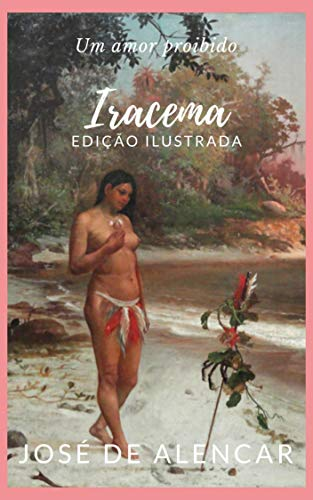 Um amor proibido
Iracema
EDIÇÃO ILUSTRADA
JOSÉ DE ALENCAR